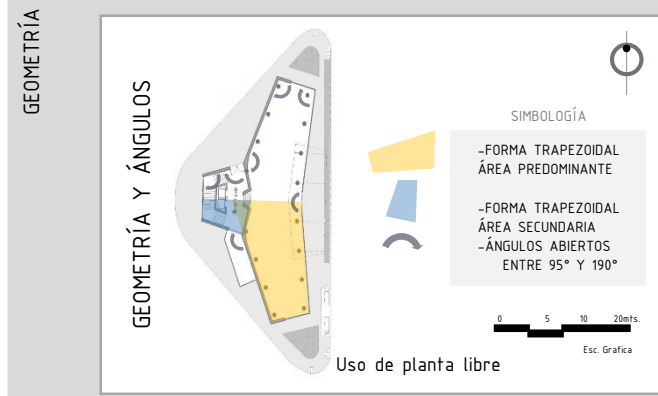 GEOMETRÍA
GEOMETRÍA Y ÁNGULOS
SIMBOLOGÍA
-FORMA TRAPEZOIDAL
ÁREA PREDOMINANTE
-FORMA TRAPEZOIDAL
ÁREA SECUNDARIA
-ÁNGULOS ABIERTOS
ENTRE 95° Y 190°
0 5 10 20mts.
Esc. Grafica
Uso de planta libre